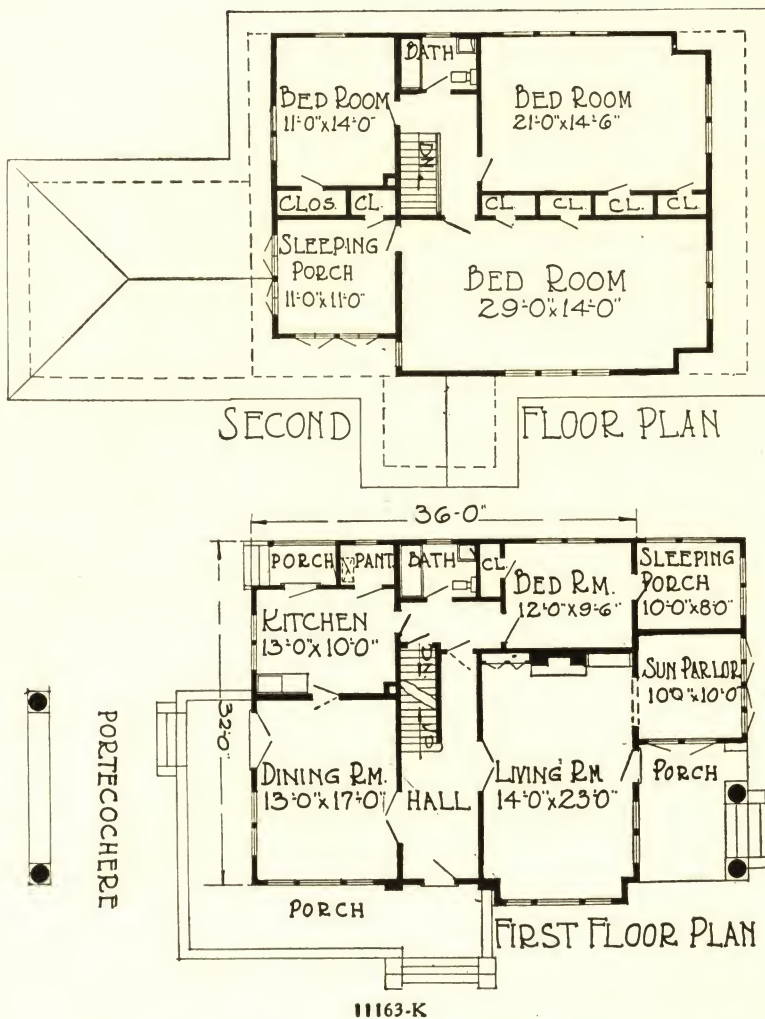 BATH
BED ROOM
11'-0"x14'-0"
BED ROOM
21'-0"x14'-6"
DN
CLOS.
CL.
CL.
CL.
CL.
CL
SLEEPING
PORCH
11'-0"x11'-0"
BED ROOM
29'-0"x14'-0"
SECOND FLOOR PLAN
36'-0"
PORCH
PANT.
BATH
CL.
BED RM.
12'-0"x9'-6"
SLEEPING
PORCH
10'-0"x8'-0"
KITCHEN
13'-0"x10'-0"
DN.
SUN PARLOR
10'-0"x10'-0"
32'-0"
UP
PORTECOCHERE
DINING RM.
13'-0"x17'-0"
HALL
LIVING RM
14'-0"x23'-0"
PORCH
PORCH
FIRST FLOOR PLAN
11163-K